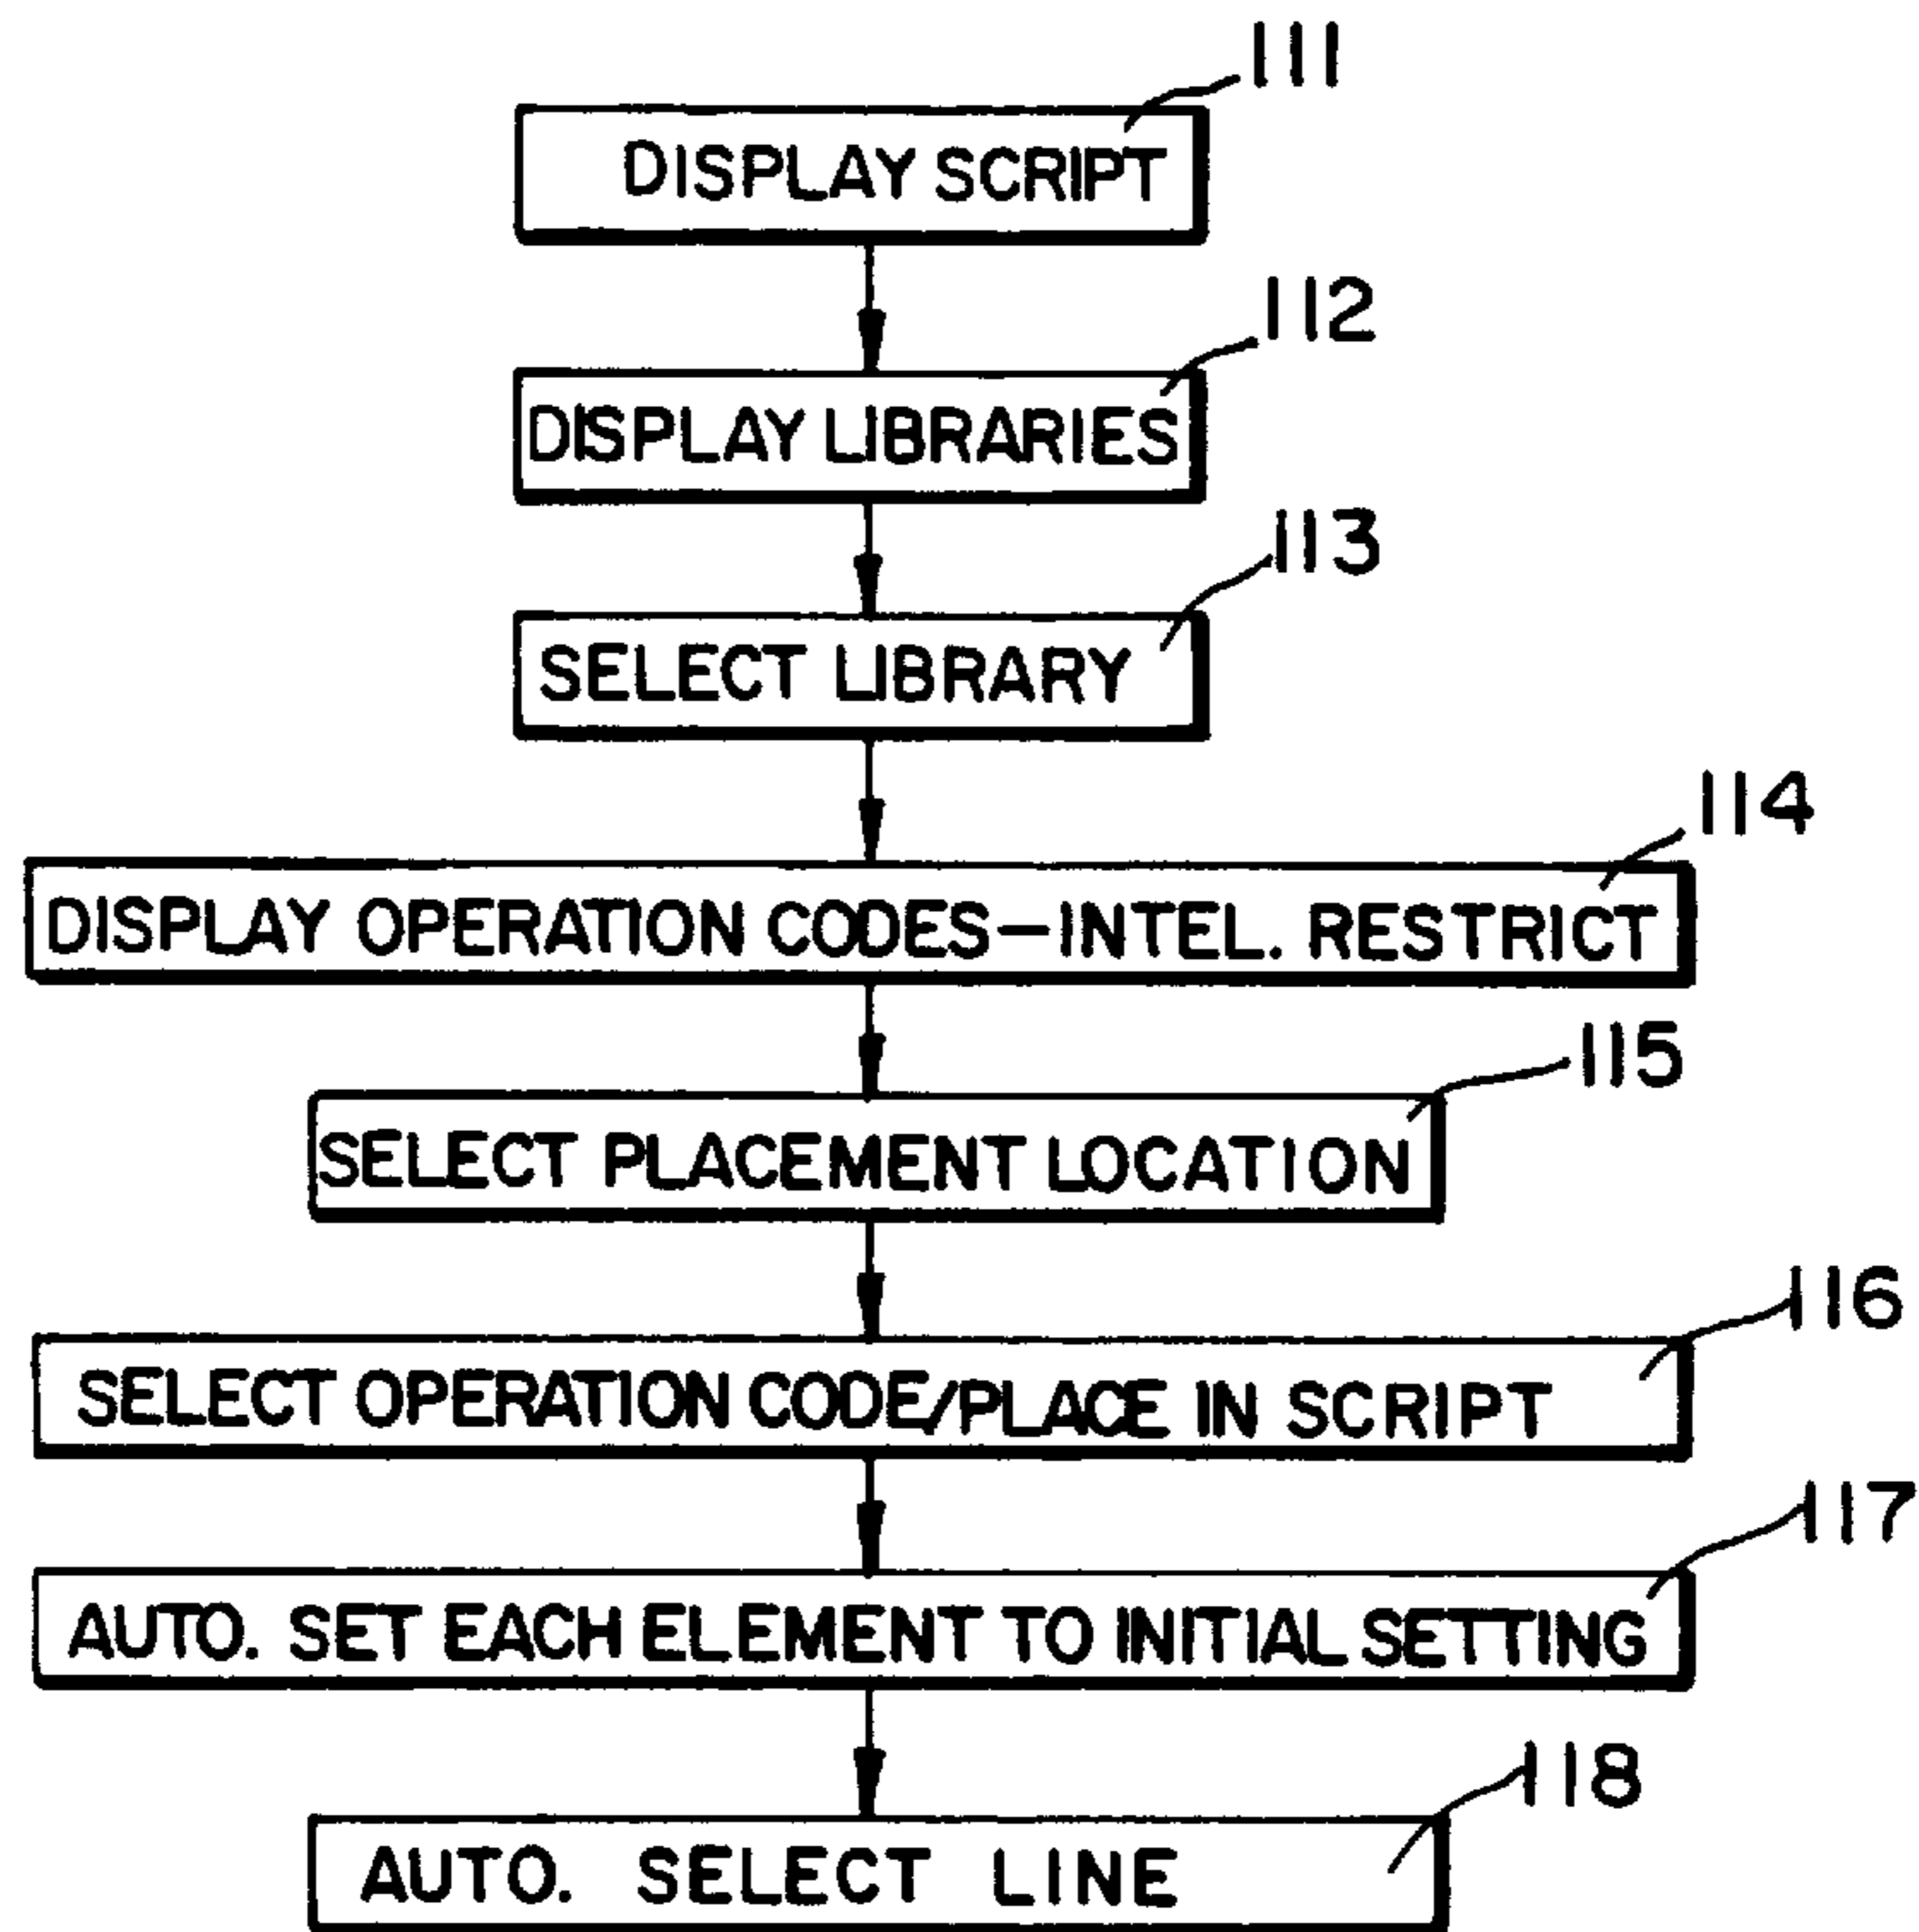 111
DISPLAY SCRIPT
112
DISPLAY LIBRARIES
113
SELECT LIBRARY
114
DISPLAY OPERATION CODES—INTEL. RESTRICT
115
SELECT PLACEMENT LOCATION
116
SELECT OPERATION CODE/PLACE IN SCRIPT
117
AUTO. SET EACH ELEMENT TO INITIAL SETTING
118
AUTO. SELECT LINE